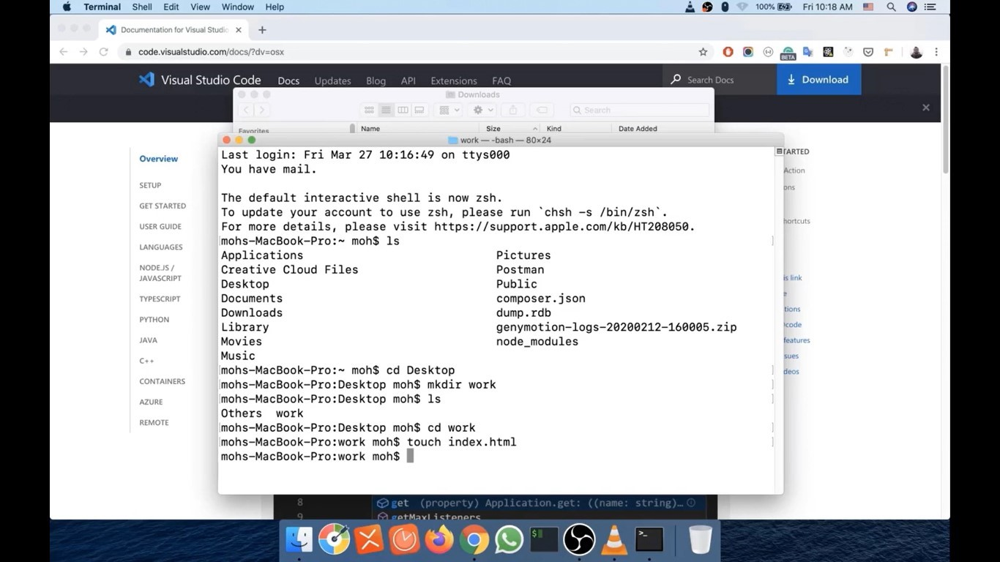 Terminal Shell Edit View Window Help 100% Fri 10:18 AM
Documentation for Visual Studio
code.visualstudio.com/docs/?dv=osx
BETA
Visual Studio Code Docs Updates Blog API Extensions FAQ Search Docs Download
Downloads
Search
Favorites Name Size Kind Date Added
work — -bash — 80×24
Last login: Fri Mar 27 10:16:49 on ttys000
You have mail.
The default interactive shell is now zsh.
To update your account to use zsh, please run `chsh -s /bin/zsh`.
For more details, please visit https://support.apple.com/kb/HT208050.
mohs-MacBook-Pro:~ moh$ ls
Applications Pictures
Creative Cloud Files Postman
Desktop Public
Documents composer.json
Downloads dump.rdb
Library genymotion-logs-20200212-160005.zip
Movies node_modules
Music
mohs-MacBook-Pro:~ moh$ cd Desktop
mohs-MacBook-Pro:Desktop moh$ mkdir work
mohs-MacBook-Pro:Desktop moh$ ls
Others work
mohs-MacBook-Pro:Desktop moh$ cd work
mohs-MacBook-Pro:work moh$ touch index.html
mohs-MacBook-Pro:work moh$
Overview
SETUP
GET STARTED
USER GUIDE
LANGUAGES
NODE.JS /
JAVASCRIPT
TYPESCRIPT
PYTHON
JAVA
C++
CONTAINERS
AZURE
REMOTE
TARTED
Action
ons
hortcuts
is link
e
tions
code
features
sues
deos
8 get (property) Application.get: ((name: string)…
9 getMaxListeners